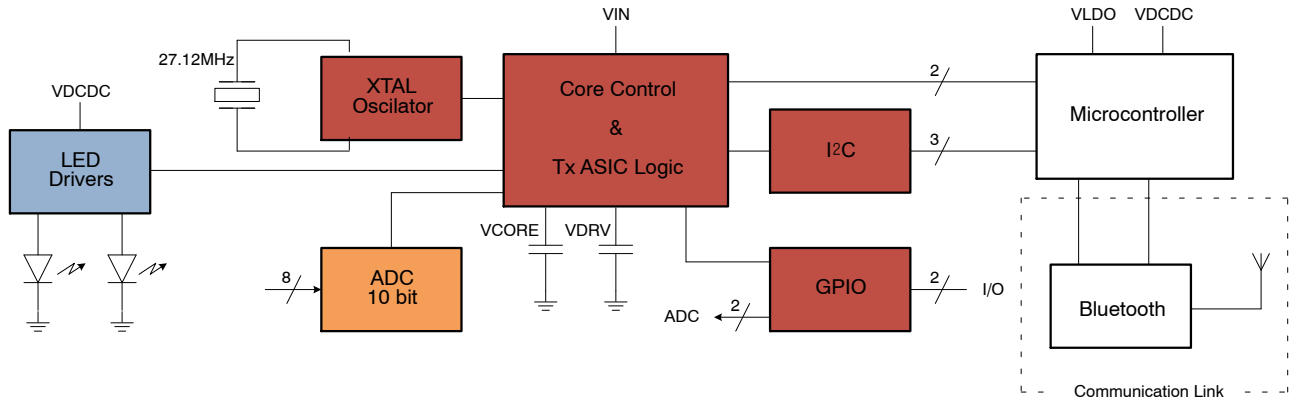 VIN
VLDO
VDCDC
27.12MHz
XTAL
Oscilator
Core Control
&
Tx ASIC Logic
2
Microcontroller
VDCDC
LED
Drivers
I2C
3
VCORE
VDRV
8
ADC
10 bit
GPIO
2
I/O
ADC
2
Bluetooth
Communication Link